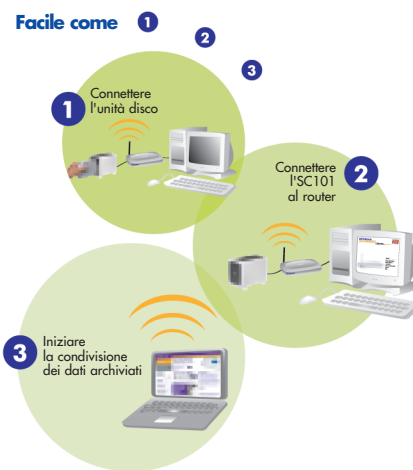 Facile come 1
2
3
1 Connettere
l'unità disco
Connettere 2
l'SC101
al router
3 Iniziare
la condivisione
dei dati archiviati